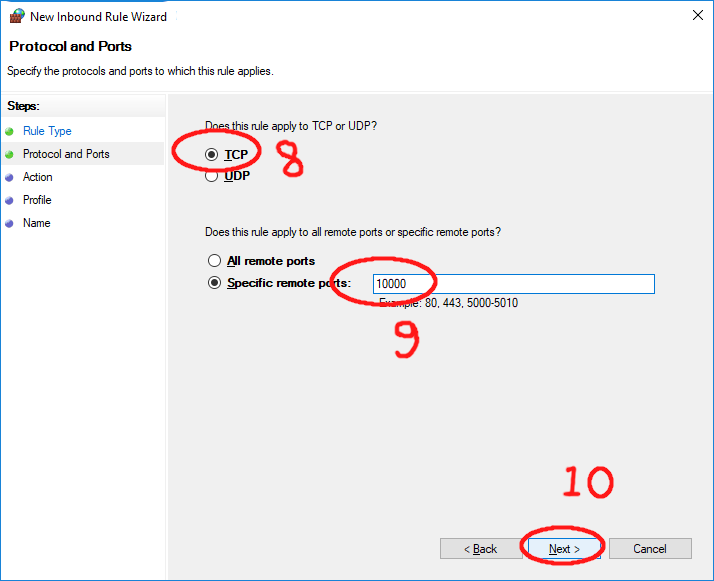 New Inbound Rule Wizard
Protocol and Ports
Specify the protocols and ports to which this rule applies.
Steps:
Rule Type
Protocol and Ports
Action
Profile
Name
Does this rule apply to TCP or UDP?
TCP
8
UDP
Does this rule apply to all remote ports or specific remote ports?
All remote ports
Specific remote ports: 10000
Example: 80, 443, 5000-5010
9
10
< Back Next > Cancel